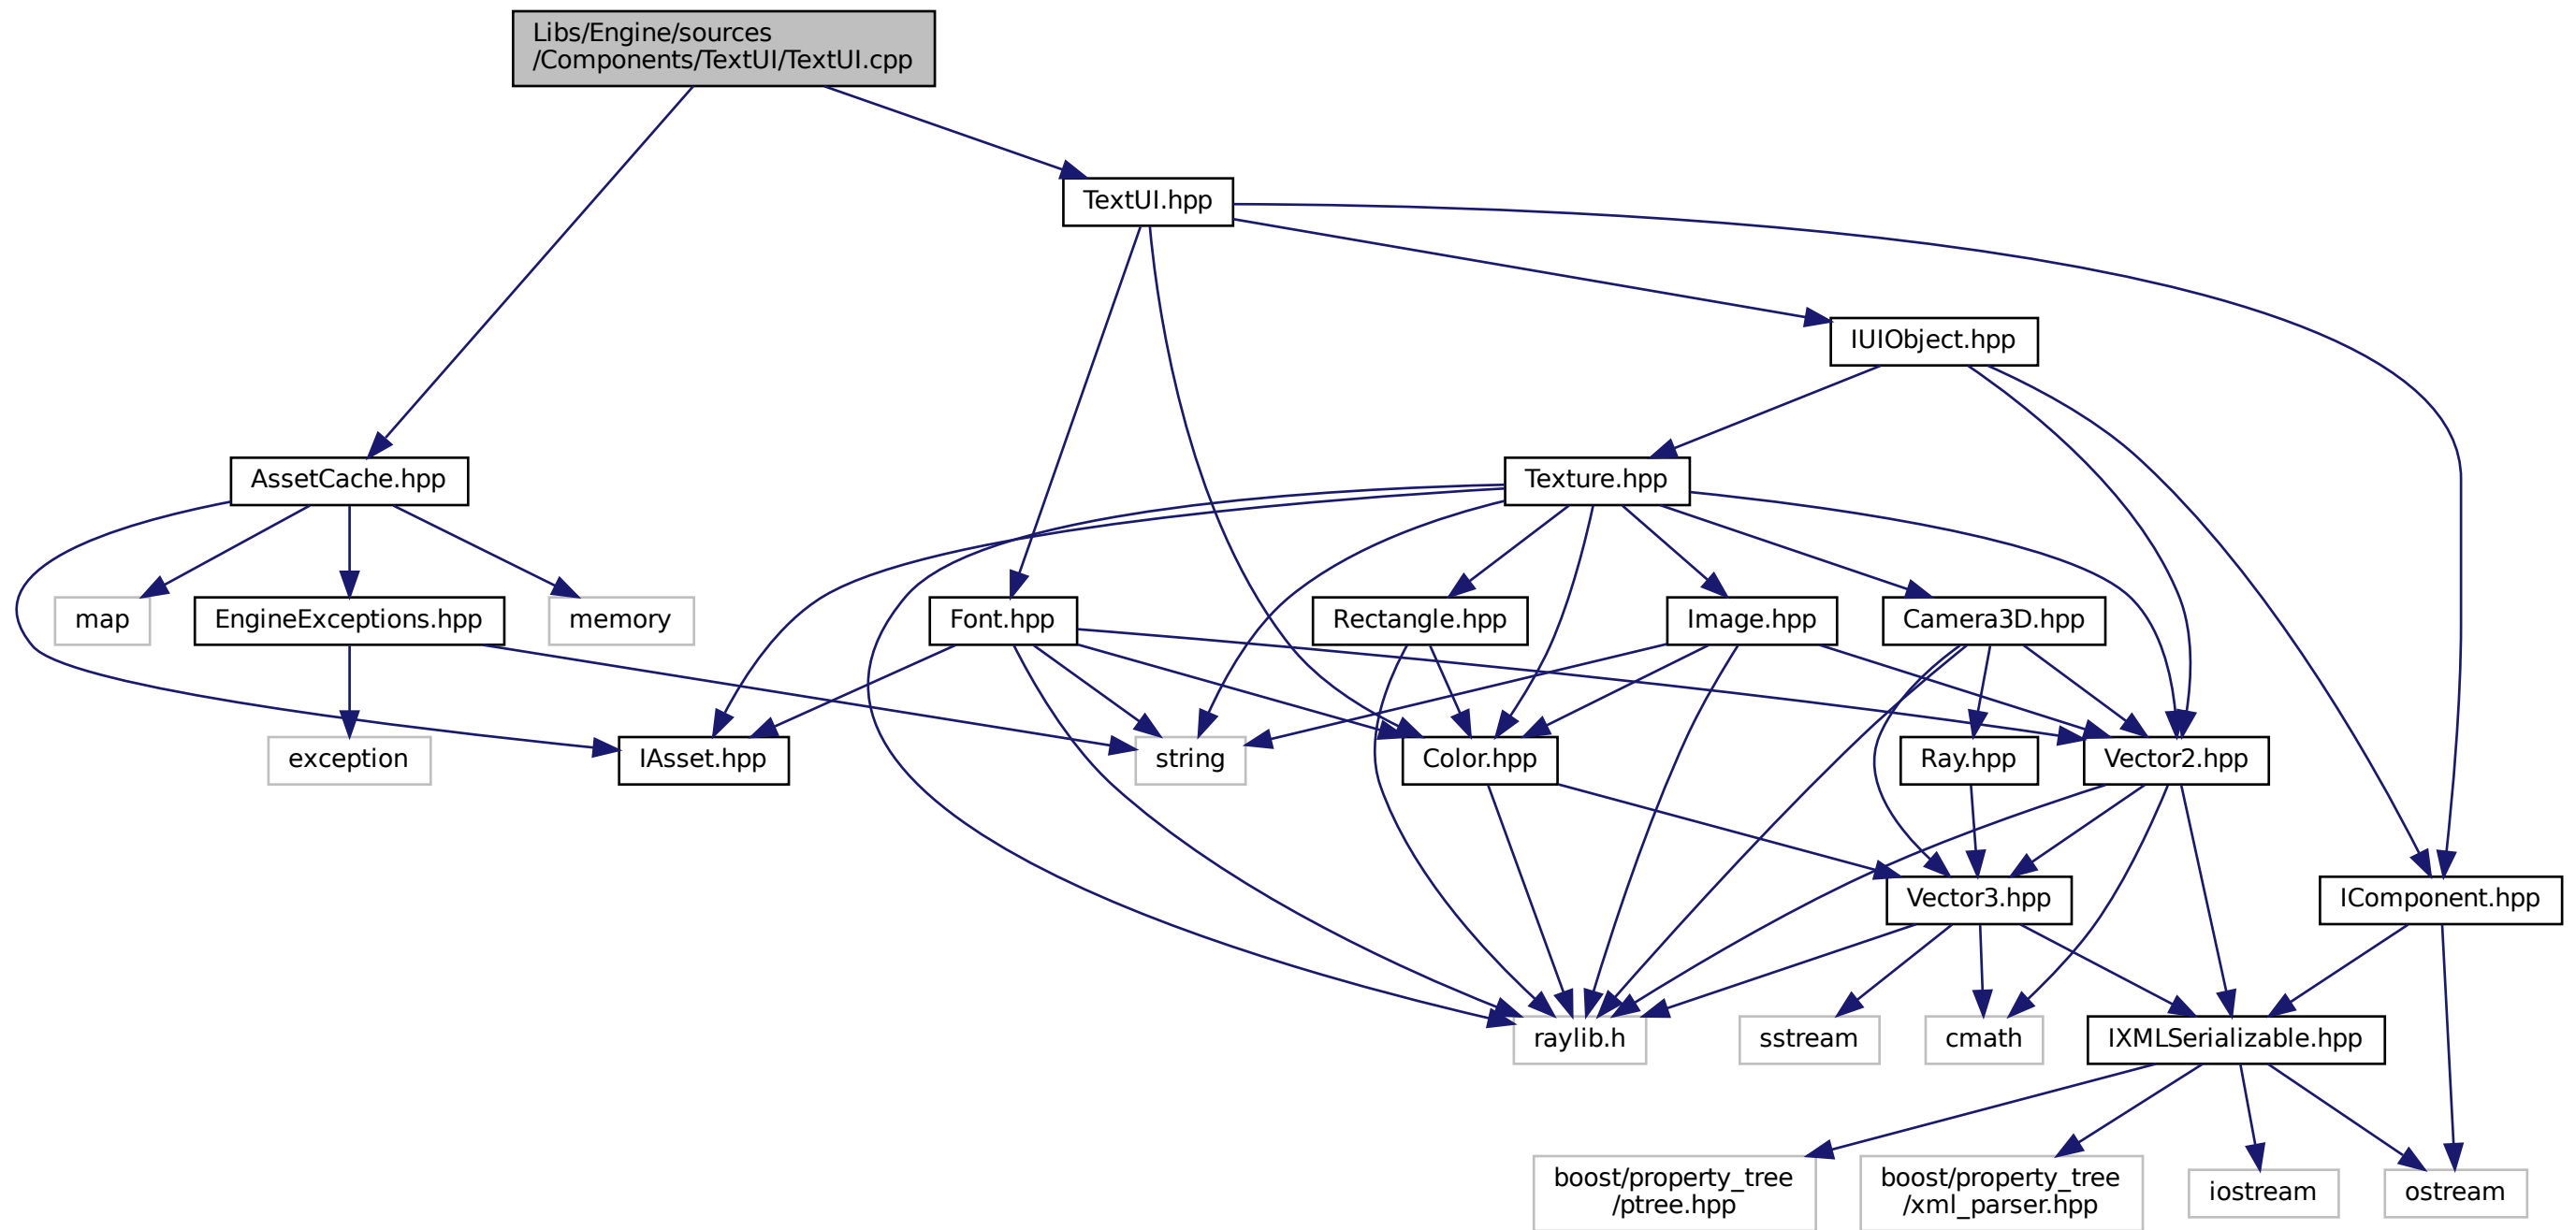 Libs/Engine/sources
/Components/TextUI/TextUI.cpp
TextUI.hpp
IUIObject.hpp
AssetCache.hpp
Texture.hpp
map
EngineExceptions.hpp
memory
Font.hpp
Rectangle.hpp
Image.hpp
Camera3D.hpp
exception
IAsset.hpp
string
Color.hpp
Ray.hpp
Vector2.hpp
Vector3.hpp
IComponent.hpp
raylib.h
sstream
cmath
IXMLSerializable.hpp
boost/property_tree
/ptree.hpp
boost/property_tree
/xml_parser.hpp
iostream
ostream